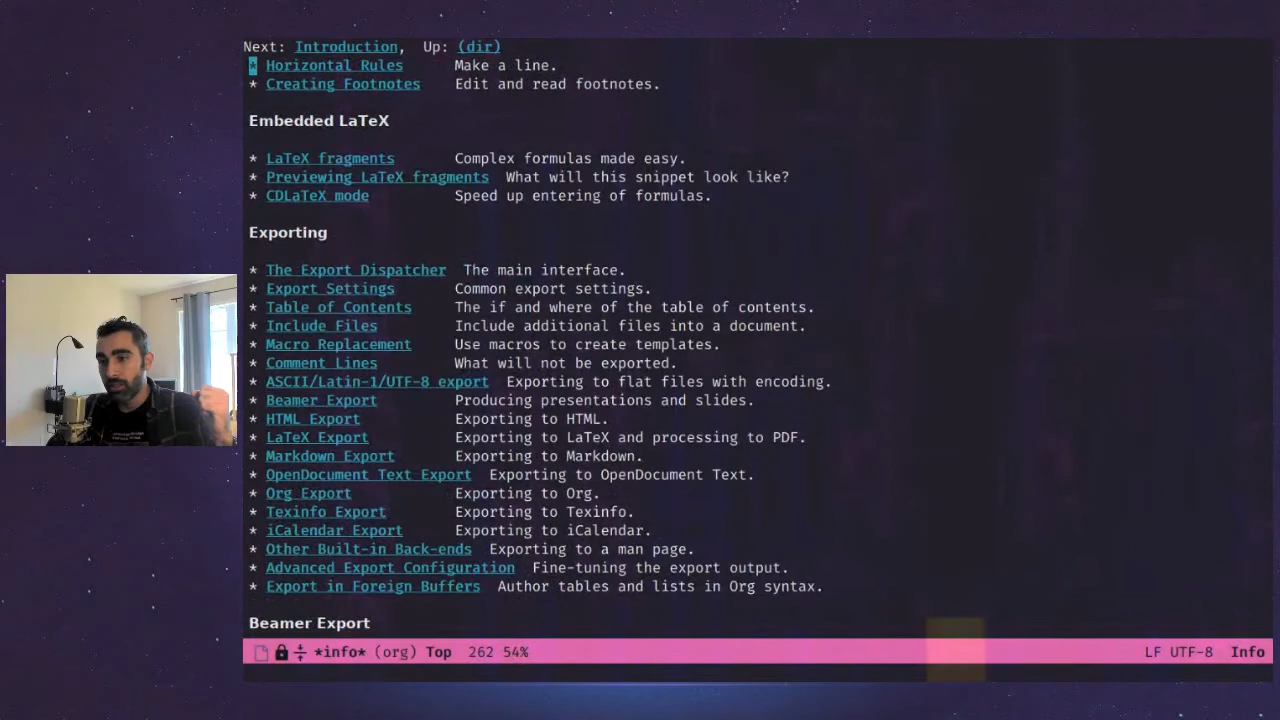 Next: Introduction, Up: (dir)
* Horizontal Rules Make a line.
* Creating Footnotes Edit and read footnotes.
Embedded LaTeX
* LaTeX fragments Complex formulas made easy.
* Previewing LaTeX fragments What will this snippet look like?
* CDLaTeX mode Speed up entering of formulas.
Exporting
* The Export Dispatcher The main interface.
* Export Settings Common export settings.
* Table of Contents The if and where of the table of contents.
* Include Files Include additional files into a document.
* Macro Replacement Use macros to create templates.
* Comment Lines What will not be exported.
* ASCII/Latin-1/UTF-8 export Exporting to flat files with encoding.
* Beamer Export Producing presentations and slides.
* HTML Export Exporting to HTML.
* LaTeX Export Exporting to LaTeX and processing to PDF.
* Markdown Export Exporting to Markdown.
* OpenDocument Text Export Exporting to OpenDocument Text.
* Org Export Exporting to Org.
* Texinfo Export Exporting to Texinfo.
* iCalendar Export Exporting to iCalendar.
* Other Built-in Back-ends Exporting to a man page.
* Advanced Export Configuration Fine-tuning the export output.
* Export in Foreign Buffers Author tables and lists in Org syntax.
Beamer Export
*info* (org) Top 262 54% LF UTF-8 Info